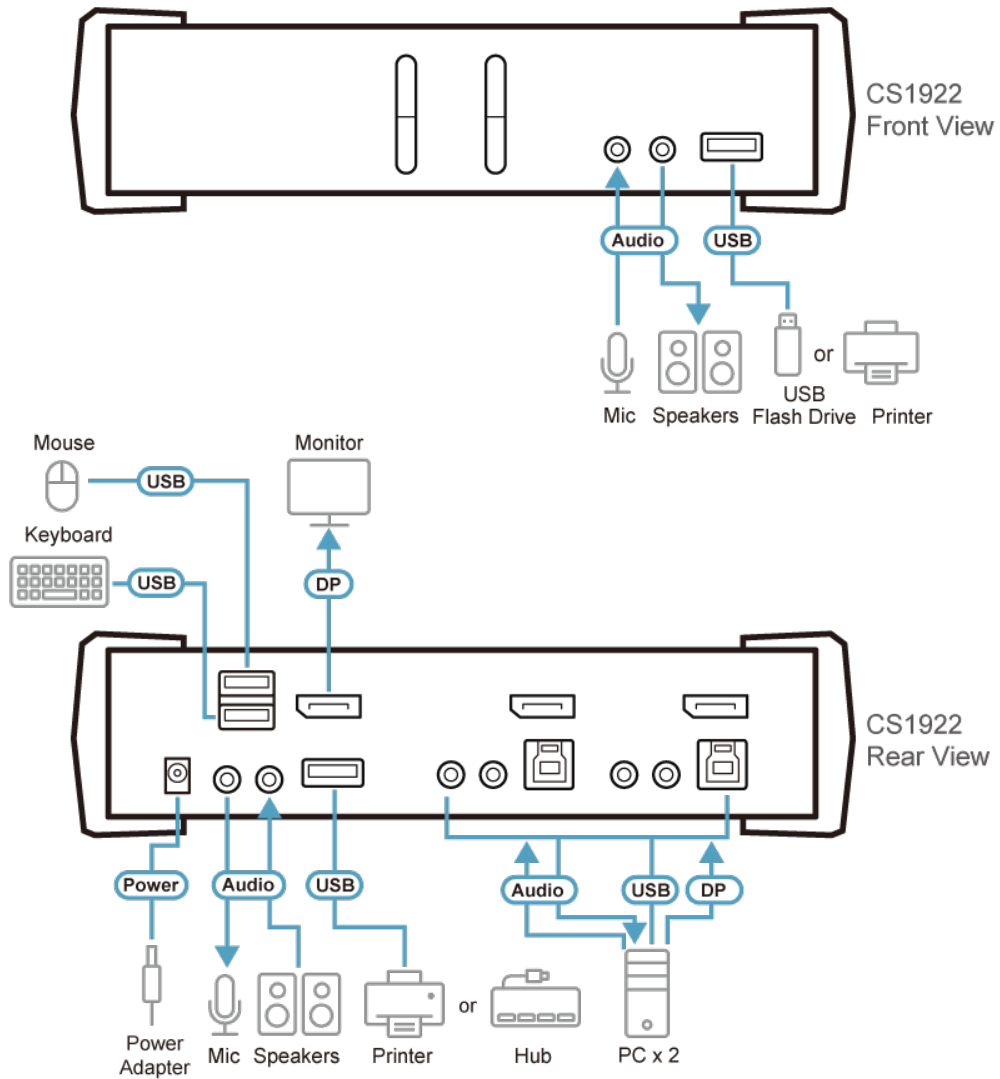 CS1922
Front View
Audio
USB
or
Mic
Speakers
USB
Flash Drive
Printer
Mouse
USB
Monitor
Keyboard
USB
DP
CS1922
Rear View
Power
Audio
USB
Audio
USB
DP
or
Power
Adapter
Mic
Speakers
Printer
Hub
PC x 2